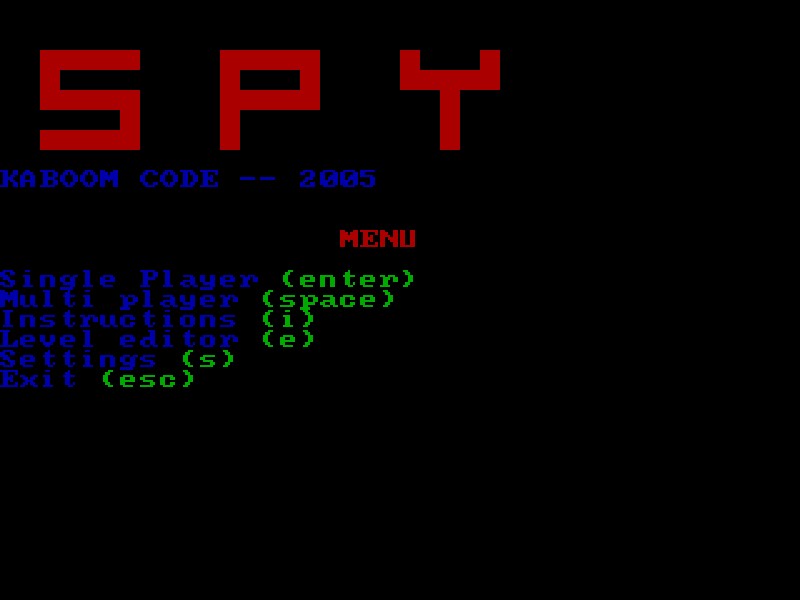 SPY
KABOOM CODE -- 2005
MENU
Single Player (enter)
Multi player (space)
Instructions (i)
Level editor (e)
Settings (s)
Exit (esc)